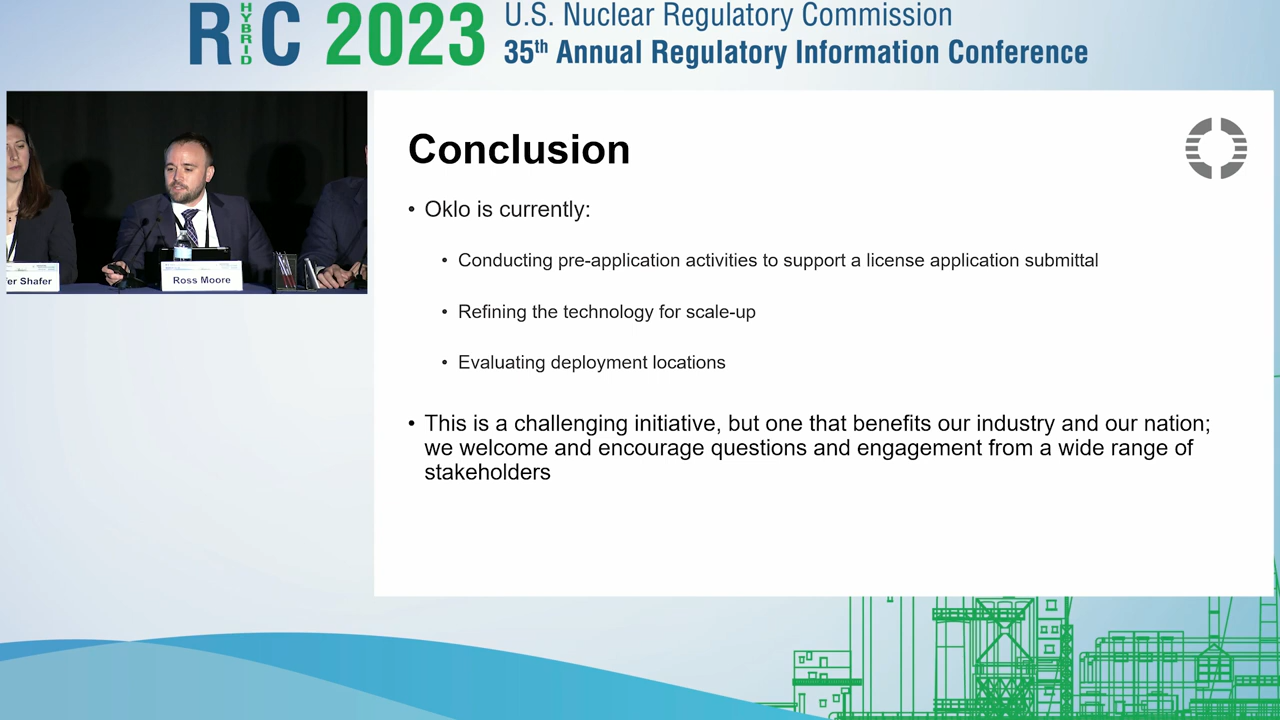 RIC HYBRID 2023
U.S. Nuclear Regulatory Commission
35th Annual Regulatory Information Conference
er Shafer
Ross Moore
Conclusion
• Oklo is currently:
• Conducting pre-application activities to support a license application submittal
• Refining the technology for scale-up
• Evaluating deployment locations
• This is a challenging initiative, but one that benefits our industry and our nation;
we welcome and encourage questions and engagement from a wide range of
stakeholders